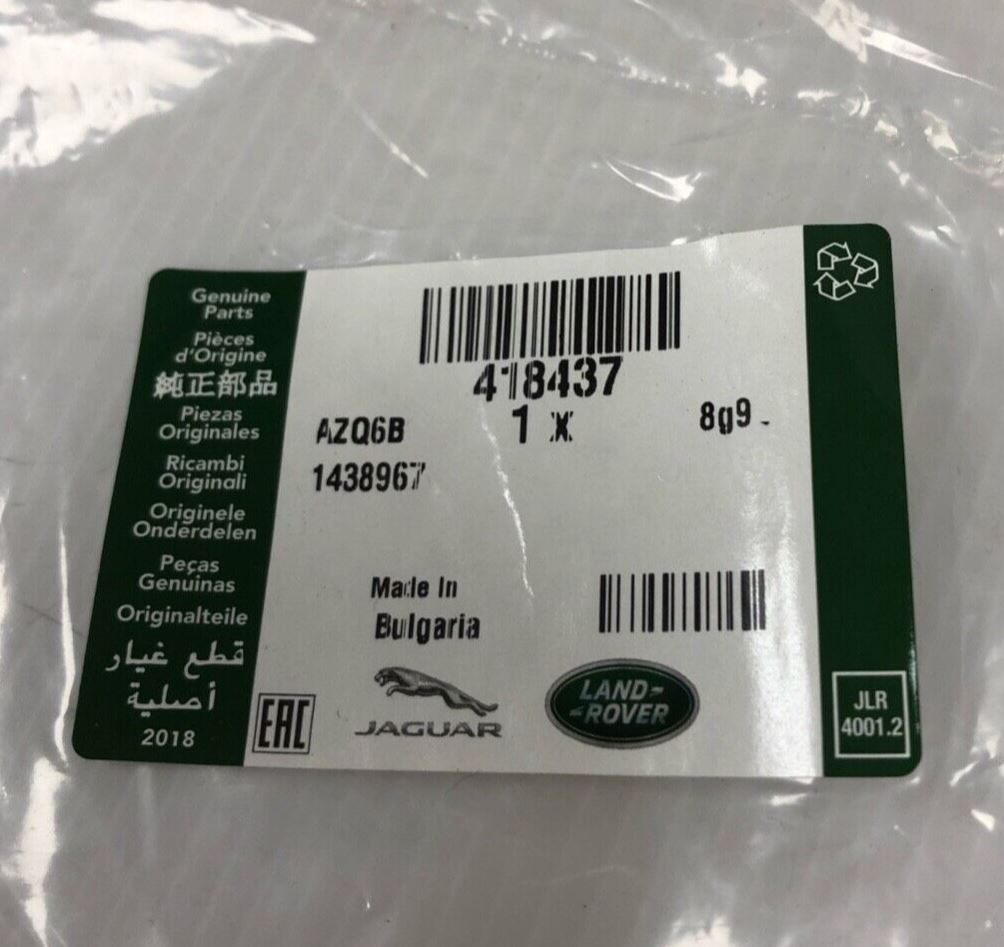 Genuine
Parts
Pièces
d'Origine
純正部品
Piezas
Originales
Ricambi
Originali
Originele
Onderdelen
Peças
Genuinas
Originalteile
قطع غيار
أصلية
2018
418437
AZQ6B
1 x
8g9
1438967
Made In
Bulgaria
EAC
JAGUAR
LAND-
-ROVER
JLR
4001.2